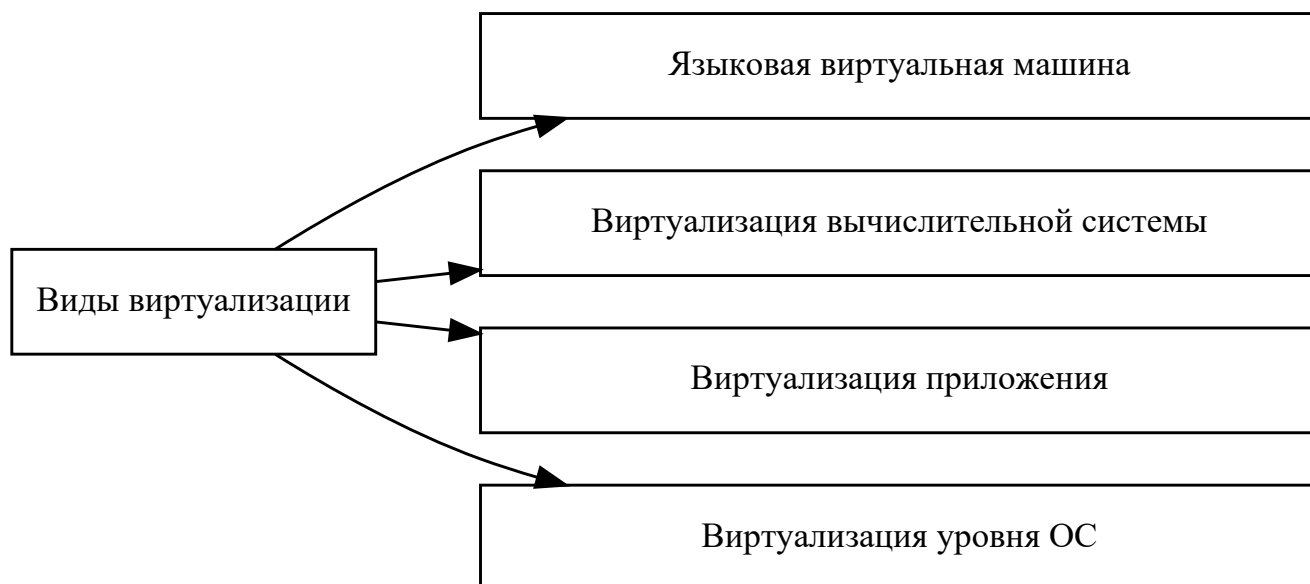 Языковая виртуальная машина
Виртуализация вычислительной системы
Виды виртуализации
Виртуализация приложения
Виртуализация уровня ОС